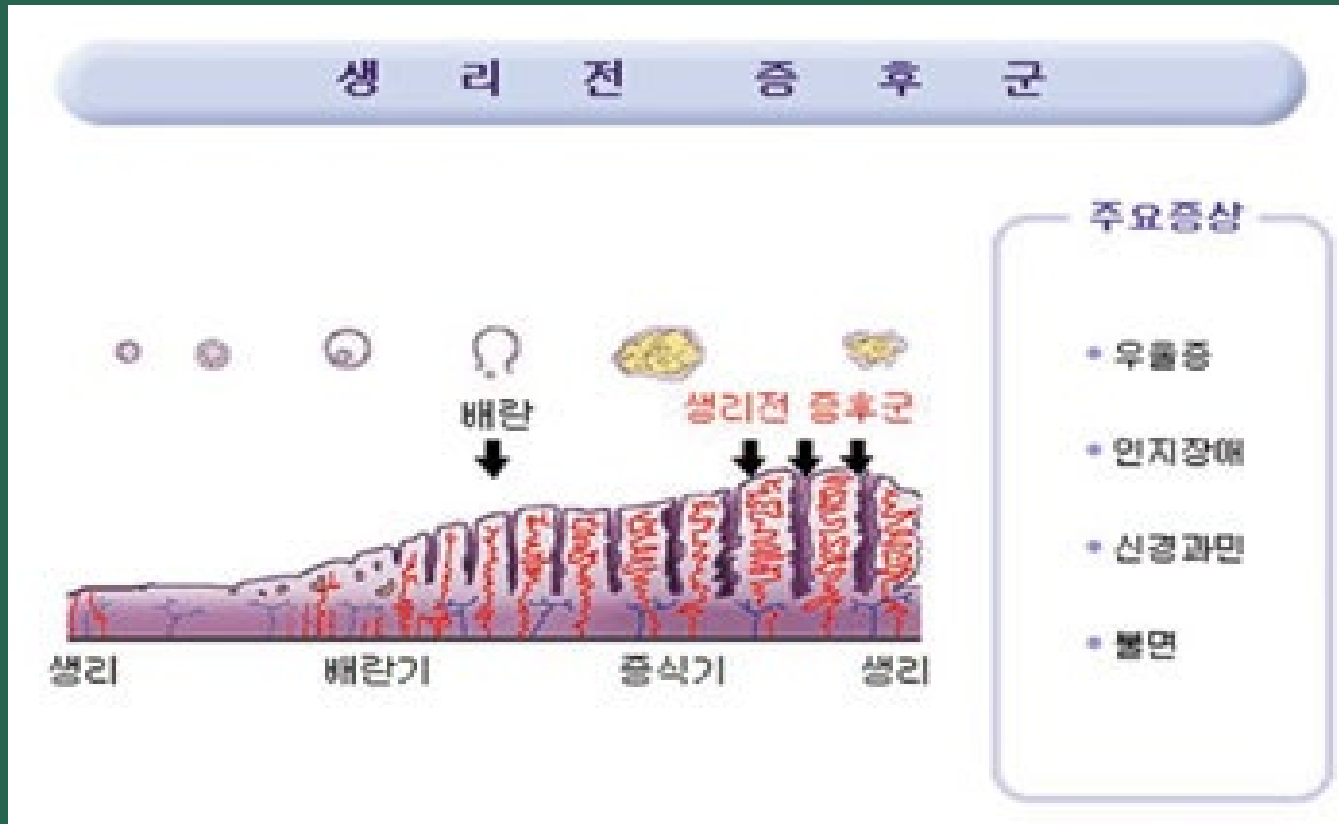 생리전 증후군
주요증상
배란
생리전 증후군
우울증
인지장애
신경과민
불면
생리
배란기
증식기
생리